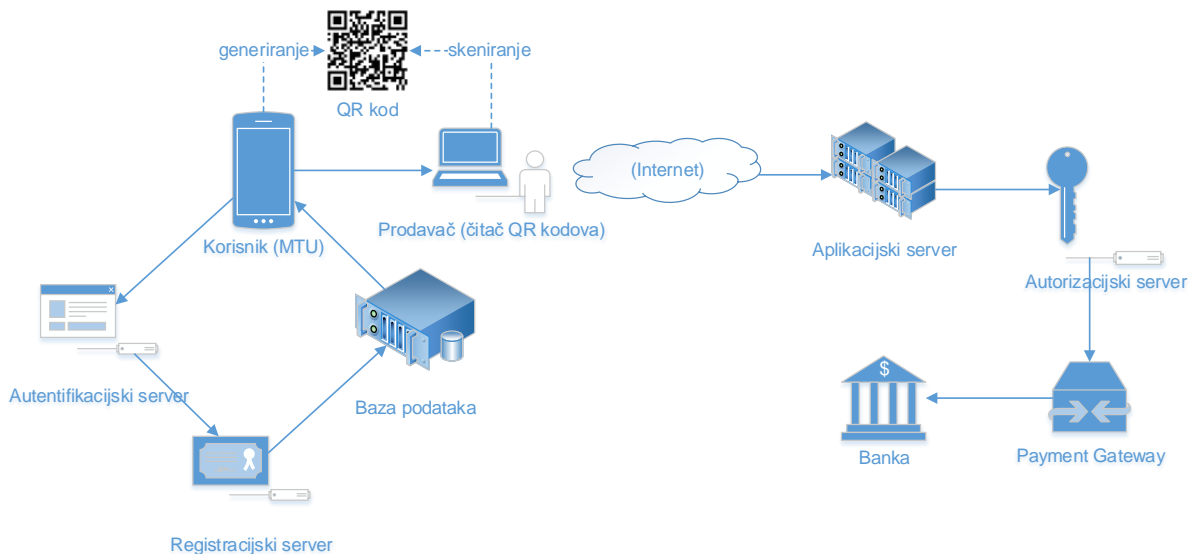 generiranje
skeniranje
QR kod
(Internet)
Korisnik (MTU)
Prodavač (čitač QR kodova)
Aplikacijski server
Autorizacijski server
Autentifikacijski server
Baza podataka
$
Banka
Payment Gateway
Registracijski server